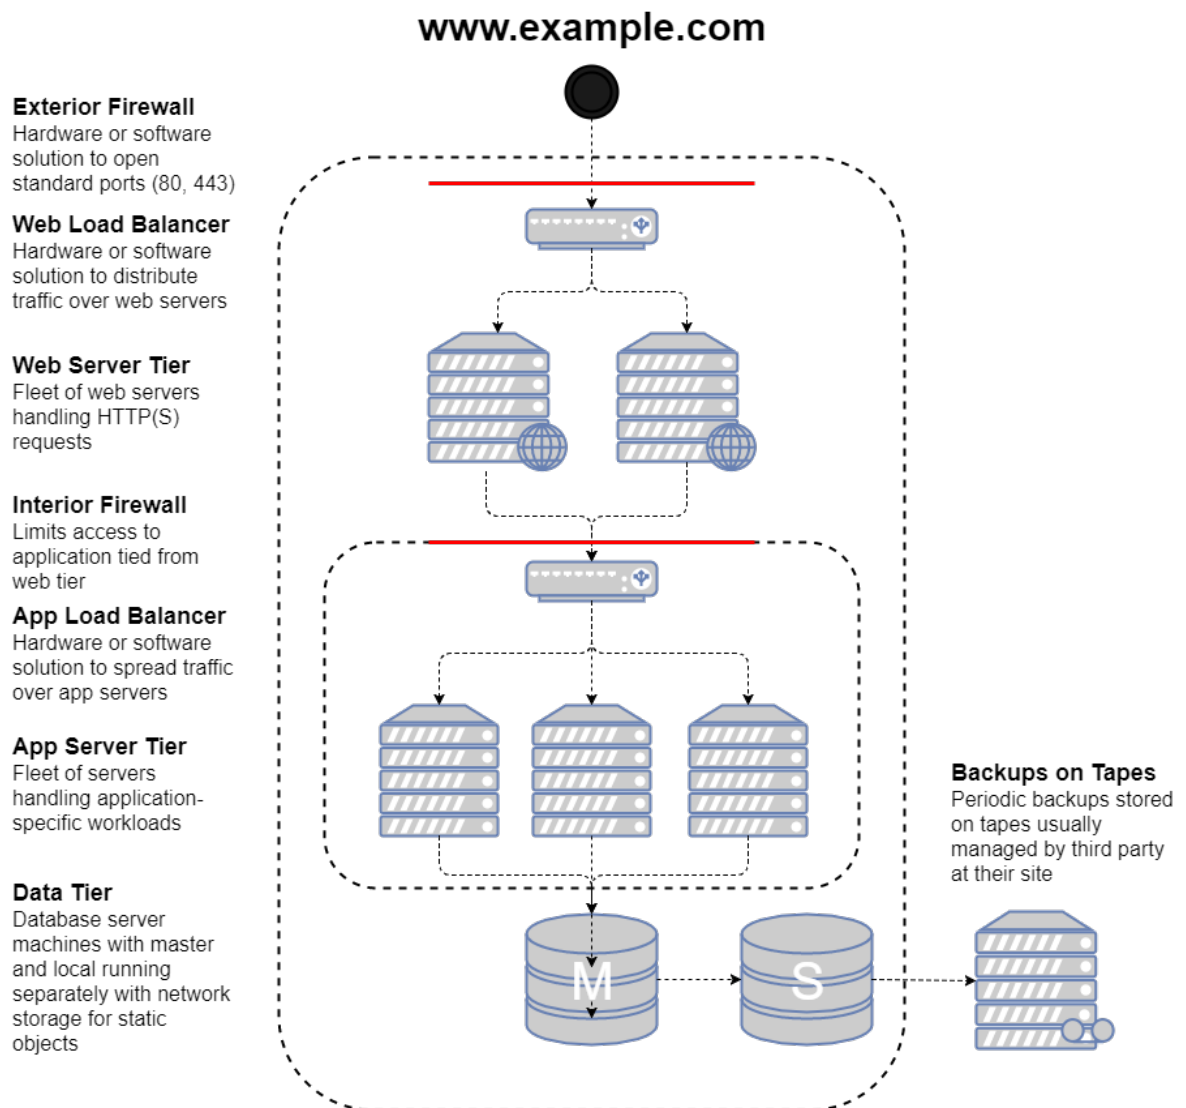 www.example.com
Exterior Firewall
Hardware or software
solution to open
standard ports (80, 443)
Web Load Balancer
Hardware or software
solution to distribute
traffic over web servers
Web Server Tier
Fleet of web servers
handling HTTP(S)
requests
Interior Firewall
Limits access to
application tied from
web tier
App Load Balancer
Hardware or software
solution to spread traffic
over app servers
App Server Tier
Fleet of servers
handling application-
specific workloads
Data Tier
Database server
machines with master
and local running
separately with network
storage for static
objects
M
S
Backups on Tapes
Periodic backups stored
on tapes usually
managed by third party
at their site